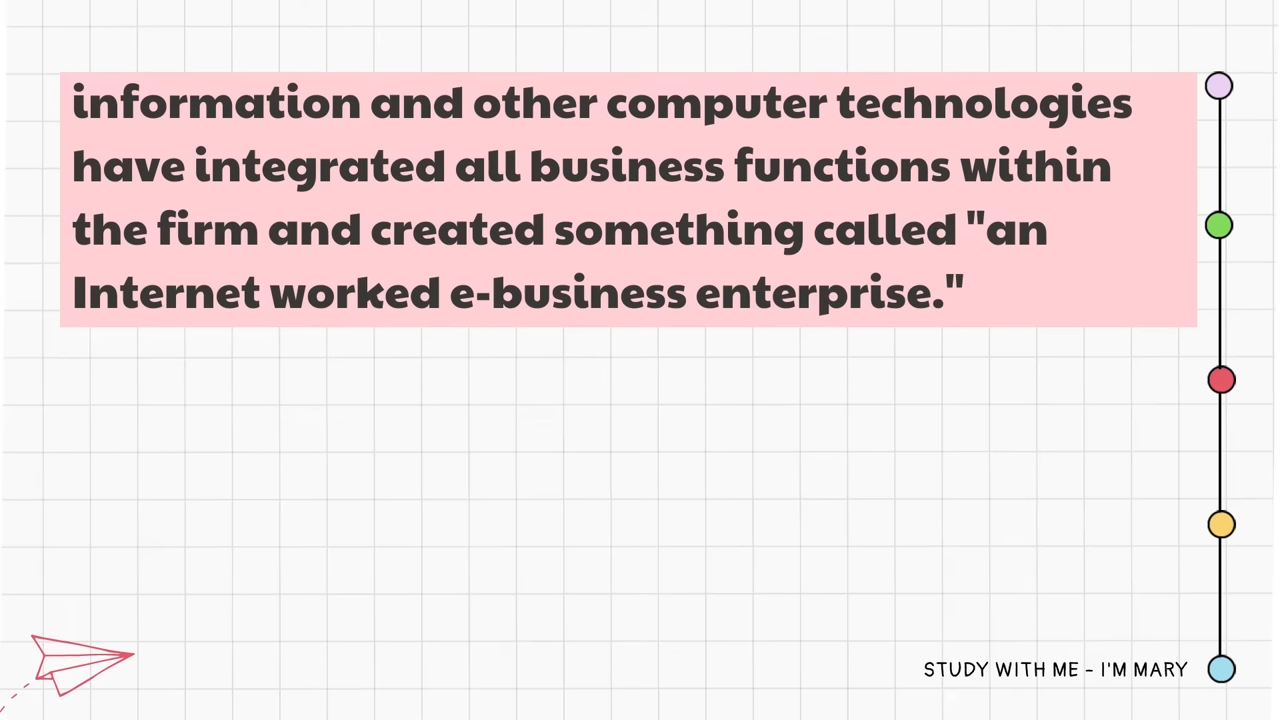 information and other computer technologies
have integrated all business functions within
the firm and created something called "an
Internet worked e-business enterprise."
STUDY WITH ME - I'M MARY